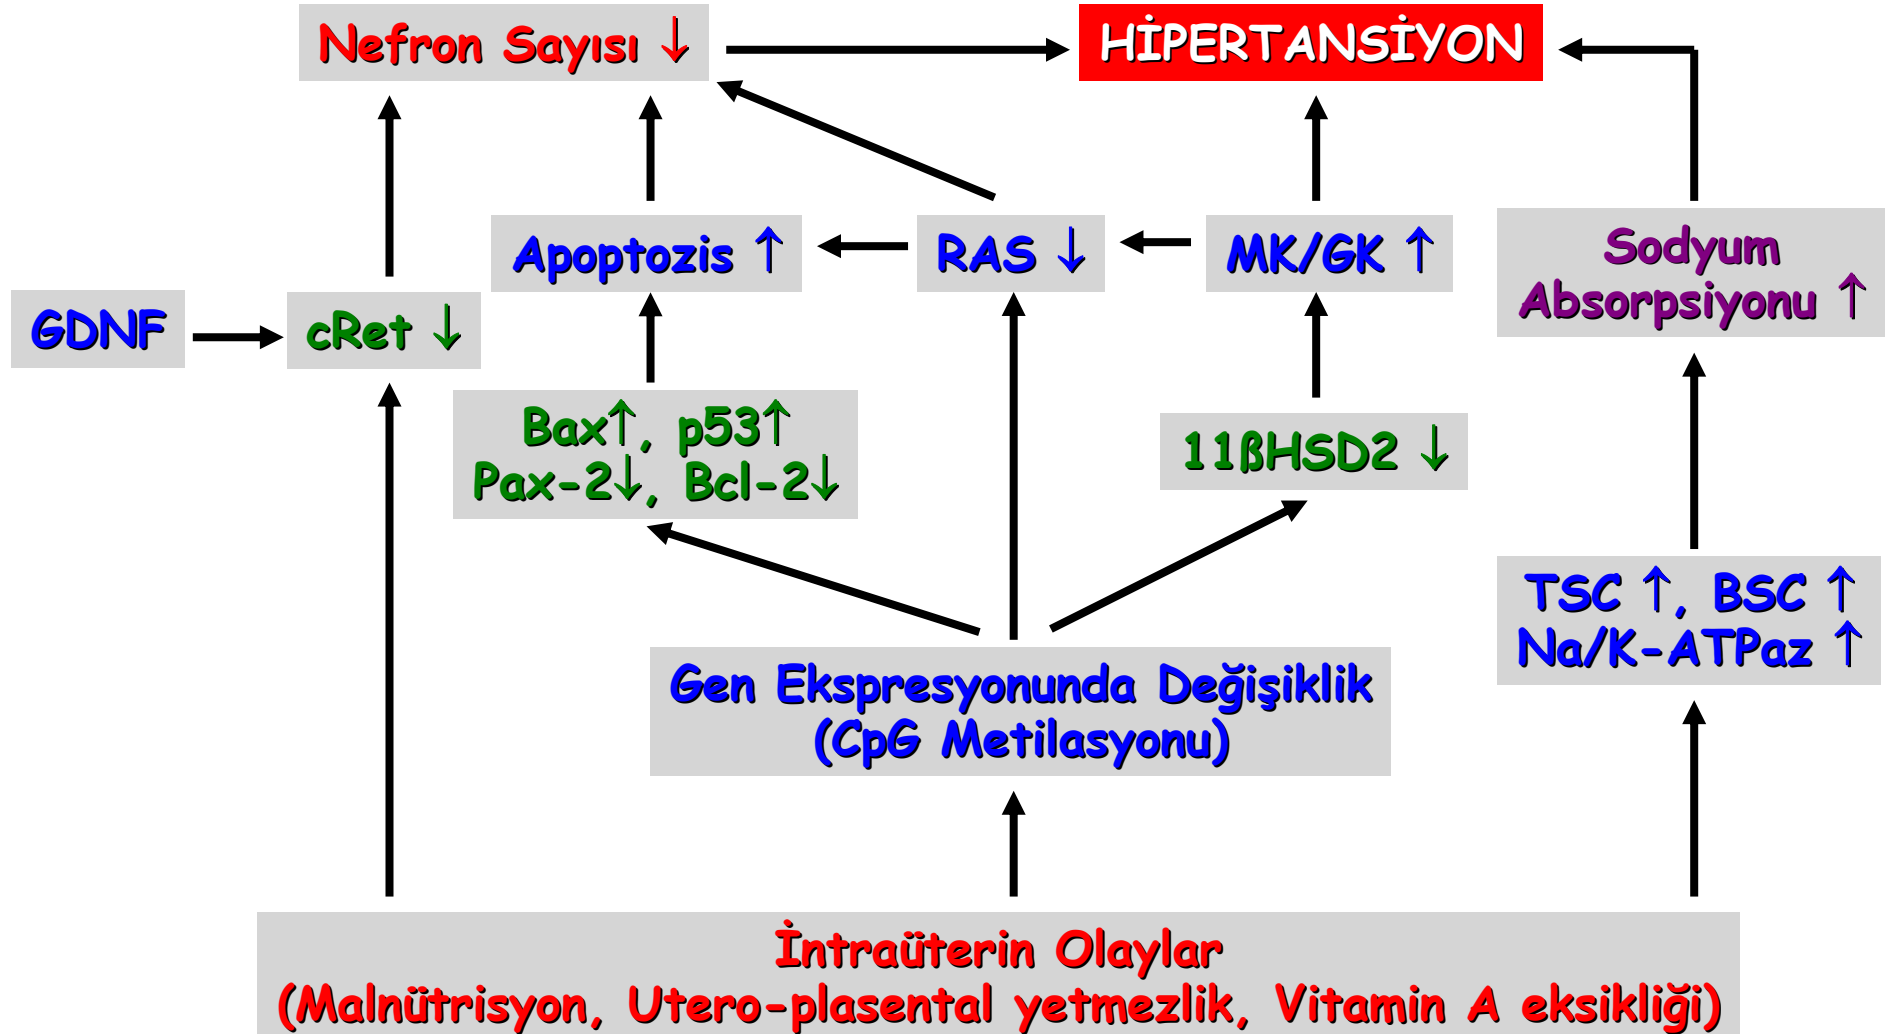 Nefron Sayısı ↓
HİPERTANSİYON
Apoptozis ↑
RAS ↓
MK/GK ↑
Sodyum
Absorpsiyonu ↑
GDNF
cRet ↓
Bax↑, p53↑
Pax-2↓, Bcl-2↓
11ßHSD2 ↓
TSC ↑, BSC ↑
Na/K-ATPaz ↑
Gen Ekspresyonunda Değişiklik
(CpG Metilasyonu)
İntraüterin Olaylar
(Malnütrisyon, Utero-plasental yetmezlik, Vitamin A eksikliği)